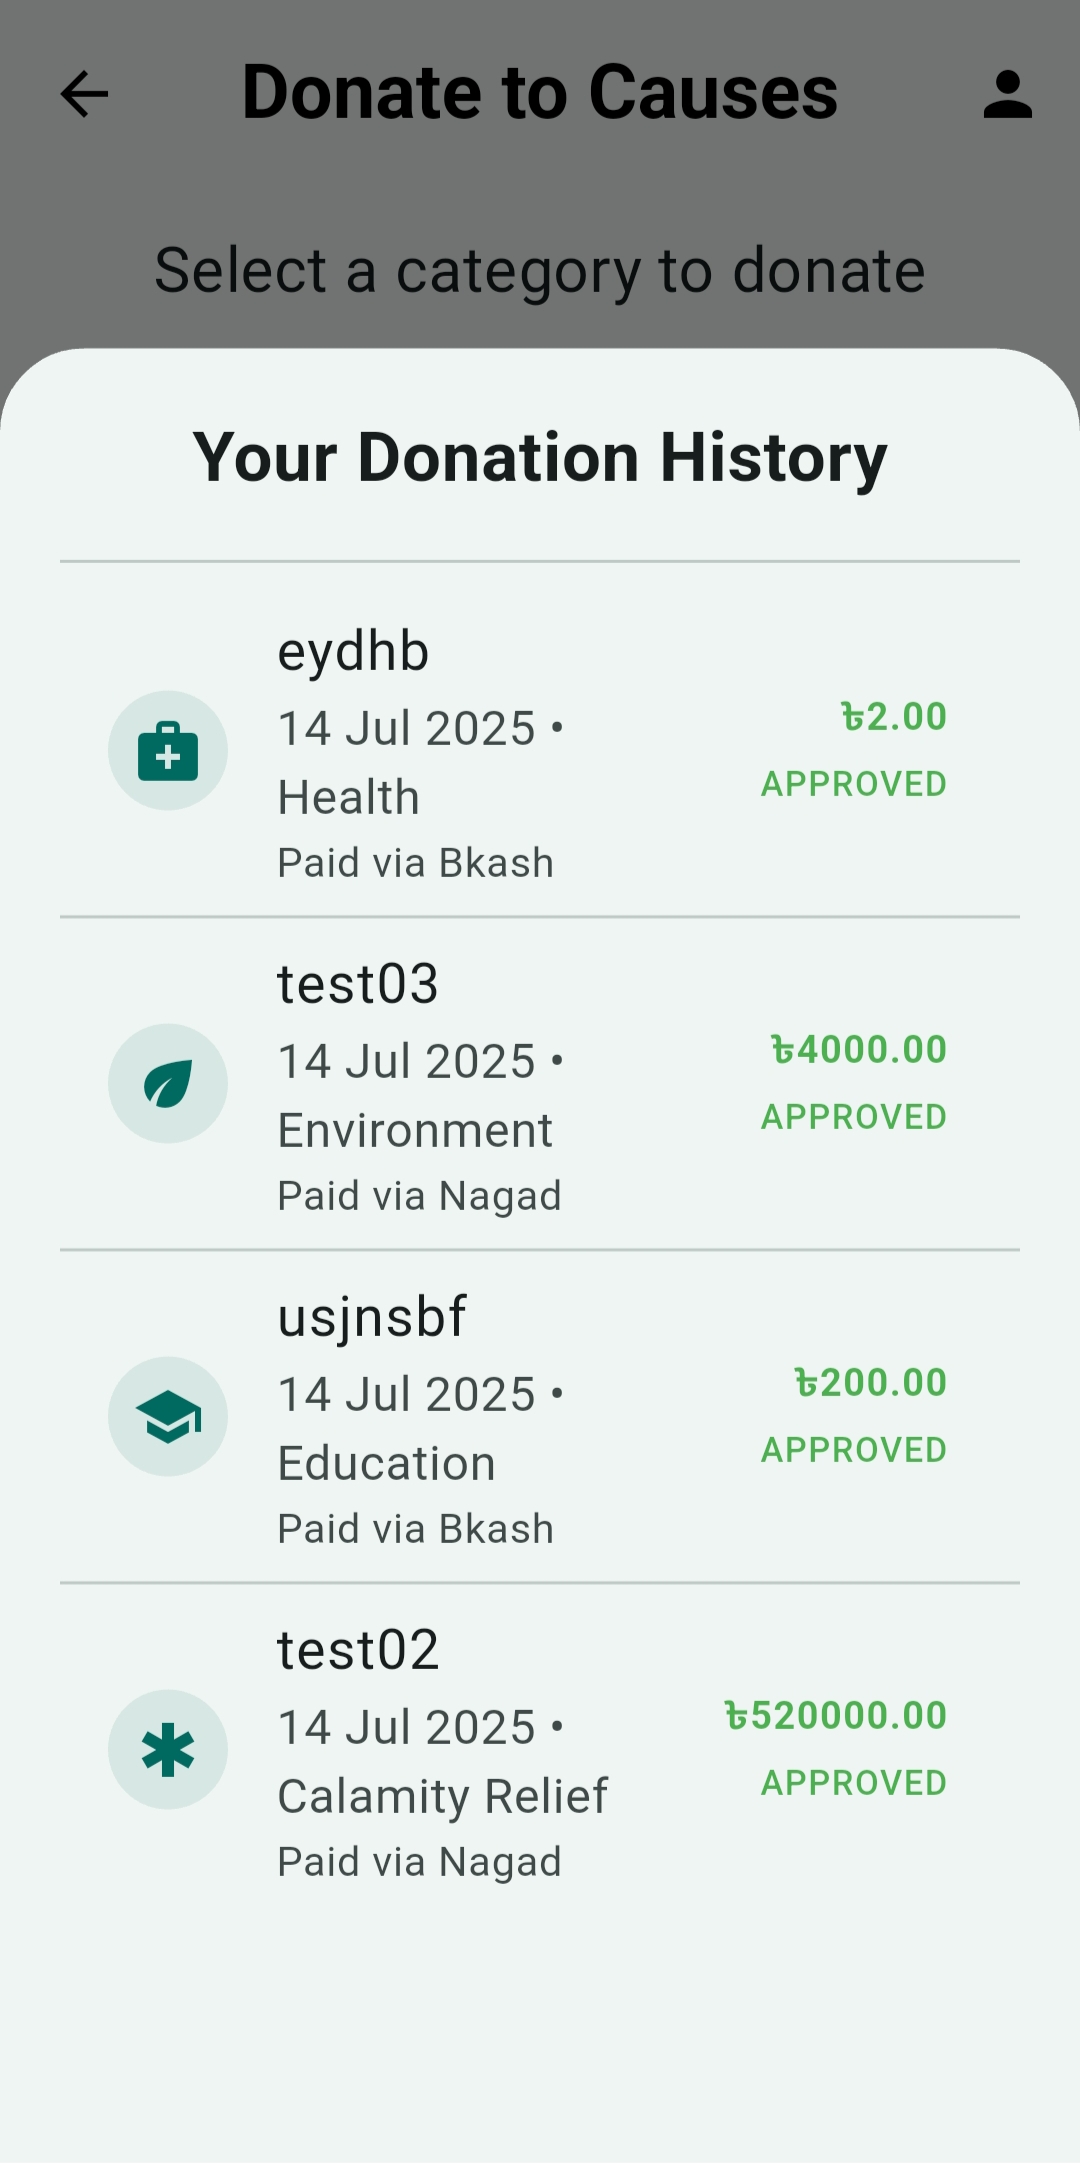 Donate to Causes
Select a category to donate
Your Donation History
eydhb
14 Jul 2025 •
Health
Paid via Bkash
৳2.00
APPROVED
test03
14 Jul 2025 •
Environment
Paid via Nagad
৳4000.00
APPROVED
usjnsbf
14 Jul 2025 •
Education
Paid via Bkash
৳200.00
APPROVED
test02
14 Jul 2025 •
Calamity Relief
Paid via Nagad
৳520000.00
APPROVED